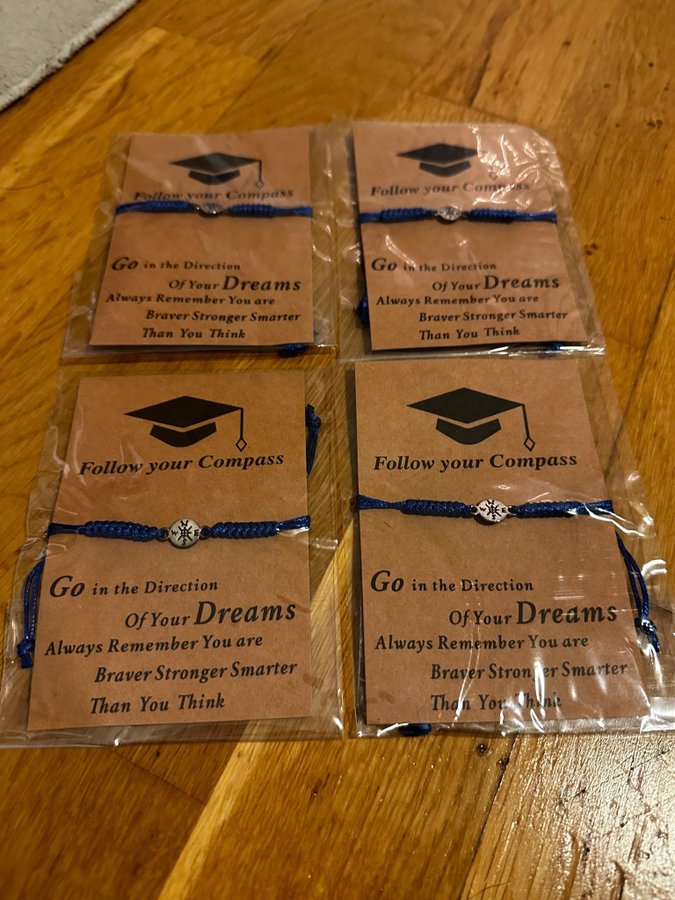 Follow your Compass
Go in the Direction
Of Your Dreams
Always Remember You are
Braver Stronger Smarter
Than You Think
Follow your Compass
Go in the Direction
Of Your Dreams
Always Remember You are
Braver Stronger Smarter
Than You Think
Follow your Compass
Go in the Direction
Of Your Dreams
Always Remember You are
Braver Stronger Smarter
Than You Think
Follow your Compass
Go in the Direction
Of Your Dreams
Always Remember You are
Braver Stronger Smarter
Than You Think